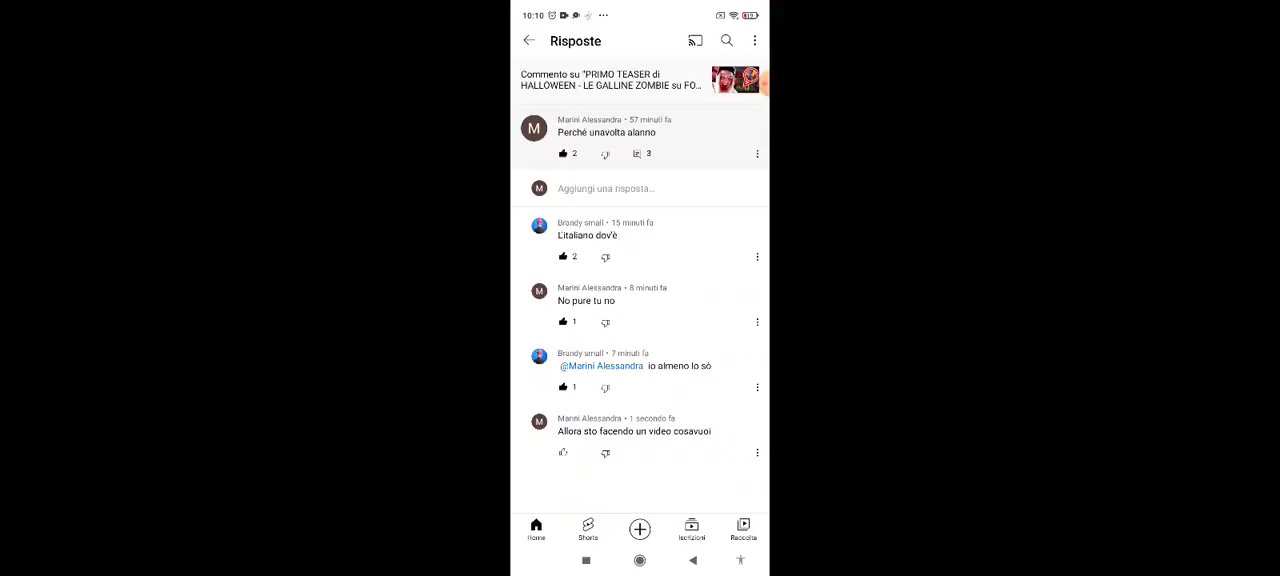 10:10
19
Risposte
Commento su "PRIMO TEASER di
HALLOWEEN - LE GALLINE ZOMBIE su FO...
Marini Alessandra • 57 minuti fa
Perché unavolta alanno
2 3
Aggiungi una risposta...
Brandy small • 15 minuti fa
L'italiano dov'è
2
Marini Alessandra • 8 minuti fa
No pure tu no
1
Brandy small • 7 minuti fa
@Marini Alessandra io almeno lo sò
1
Marini Alessandra • 1 secondo fa
Allora sto facendo un video cosavuoi
Home Shorts Iscrizioni Raccolta